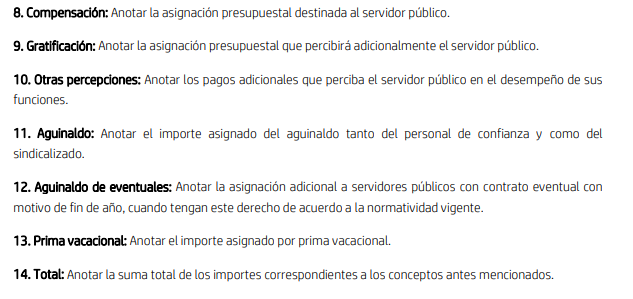 8. Compensación: Anotar la asignación presupuestal destinada al servidor público.
9. Gratificación: Anotar la asignación presupuestal que percibirá adicionalmente el servidor público.
10. Otras percepciones: Anotar los pagos adicionales que perciba el servidor público en el desempeño de sus
funciones.
11. Aguinaldo: Anotar el importe asignado del aguinaldo tanto del personal de confianza y como del
sindicalizado.
12. Aguinaldo de eventuales: Anotar la asignación adicional a servidores públicos con contrato eventual con
motivo de fin de año, cuando tengan este derecho de acuerdo a la normatividad vigente.
13. Prima vacacional: Anotar el importe asignado por prima vacacional.
14. Total: Anotar la suma total de los importes correspondientes a los conceptos antes mencionados.